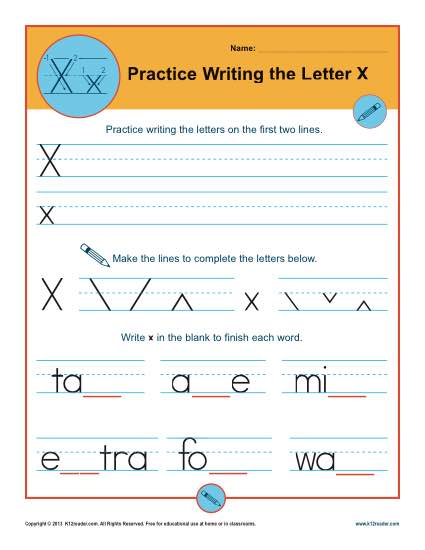 Name:
1 X 2 1 x 2
Practice Writing the Letter X
Practice writing the letters on the first two lines.
X
x
Make the lines to complete the letters below.
X \ / x \
Write x in the blank to finish each word.
ta___ a___e mi___
e___tra fo___ wa___
Copyright © 2013 K12reader.com. All Rights Reserved. Free for educational use at home or in classrooms. www.k12reader.com